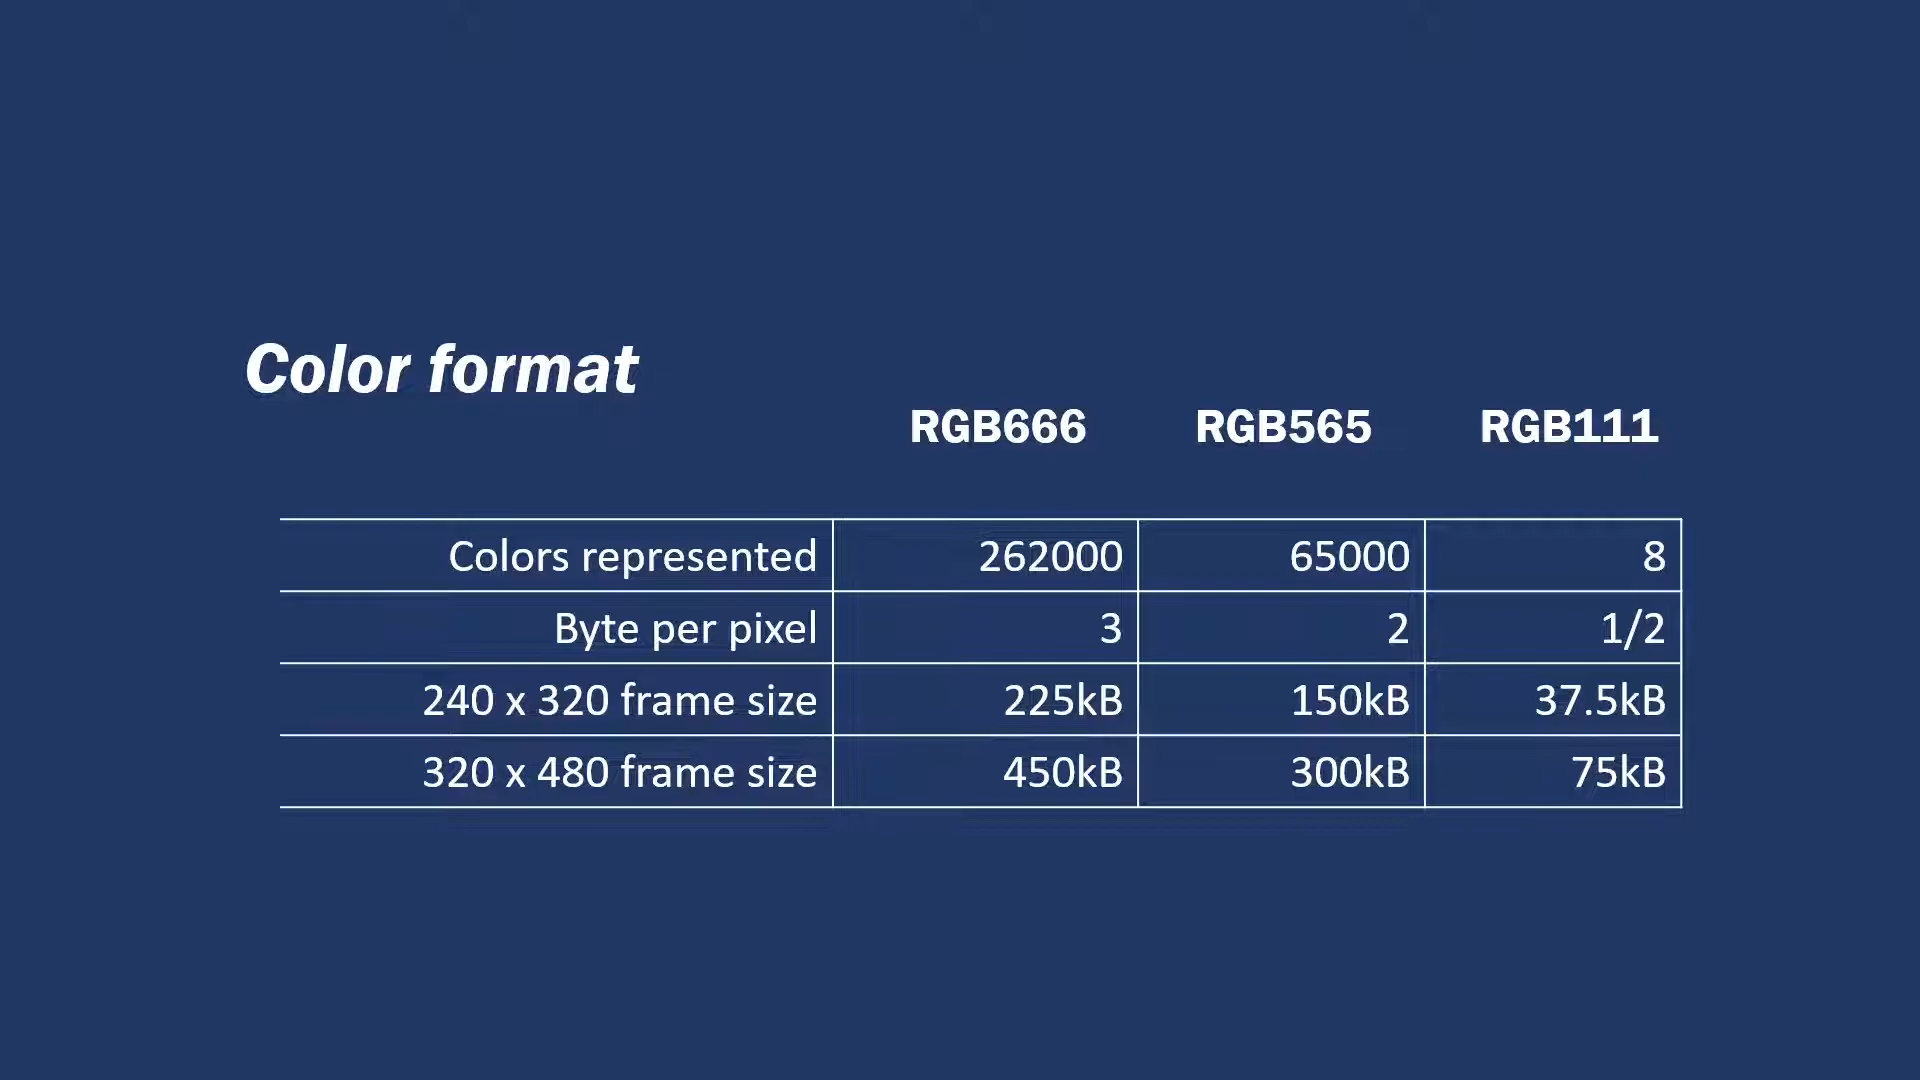 Color format
RGB666 RGB565 RGB111
Colors represented 262000 65000 8
Byte per pixel 3 2 1/2
240 x 320 frame size 225kB 150kB 37.5kB
320 x 480 frame size 450kB 300kB 75kB